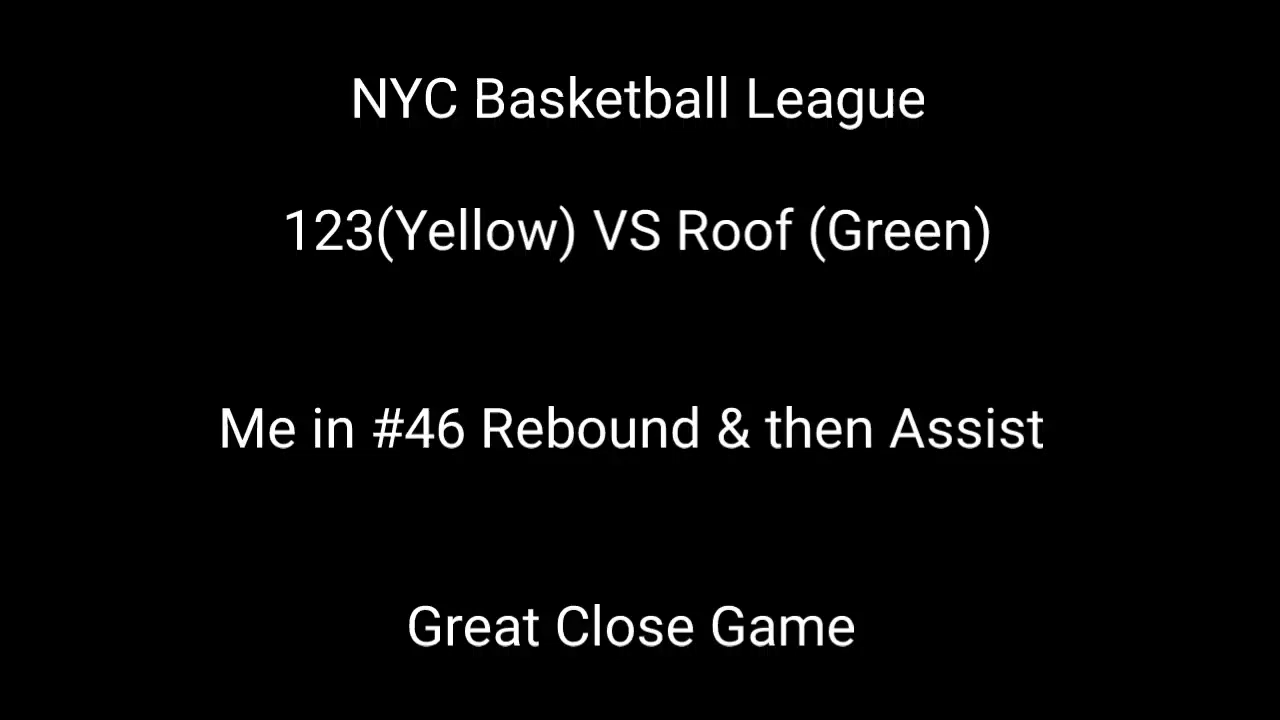 NYC Basketball League
123(Yellow) VS Roof (Green)
Me in #46 Rebound & then Assist
Great Close Game